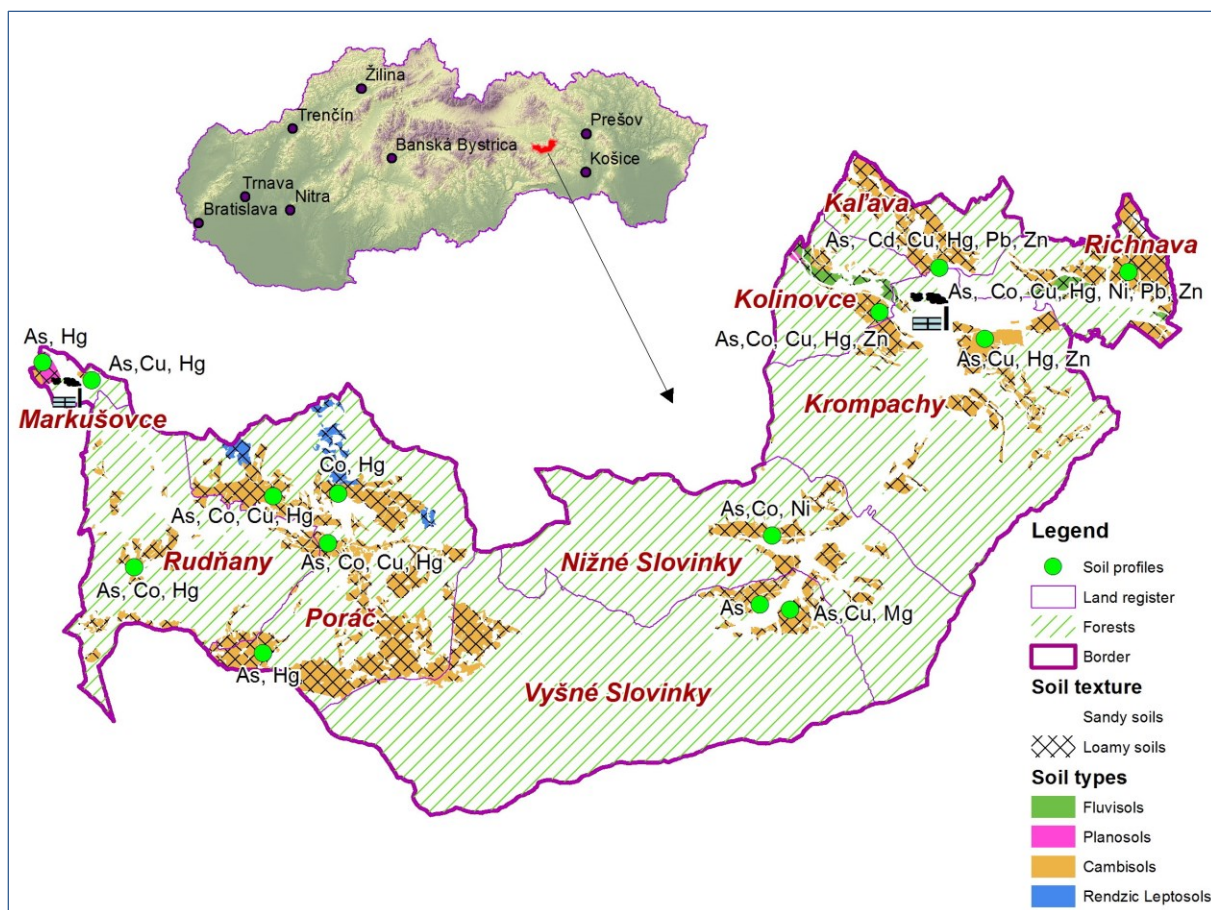 Žilina
Trenčín
Prešov
Banská Bystrica
Košice
Trnava
Nitra
Bratislava
Kaľava
As, Cd, Cu, Hg, Pb, Zn
Richnava
Kolinovce
As, Co, Cu, Hg, Ni, Pb, Zn
As,Co, Cu, Hg, Zn
As,Cu, Hg, Zn
As, Hg
As,Cu, Hg
Markušovce
Krompachy
Co, Hg
As, Co, Cu, Hg
As,Co, Ni
Rudňany
As, Co, Cu, Hg
Nižné Slovinky
As, Co, Hg
Poráč
As
As,Cu, Mg
As, Hg
Vyšné Slovinky
Legend
Soil profiles
Land register
Forests
Border
Soil texture
Sandy soils
Loamy soils
Soil types
Fluvisols
Planosols
Cambisols
Rendzic Leptosols